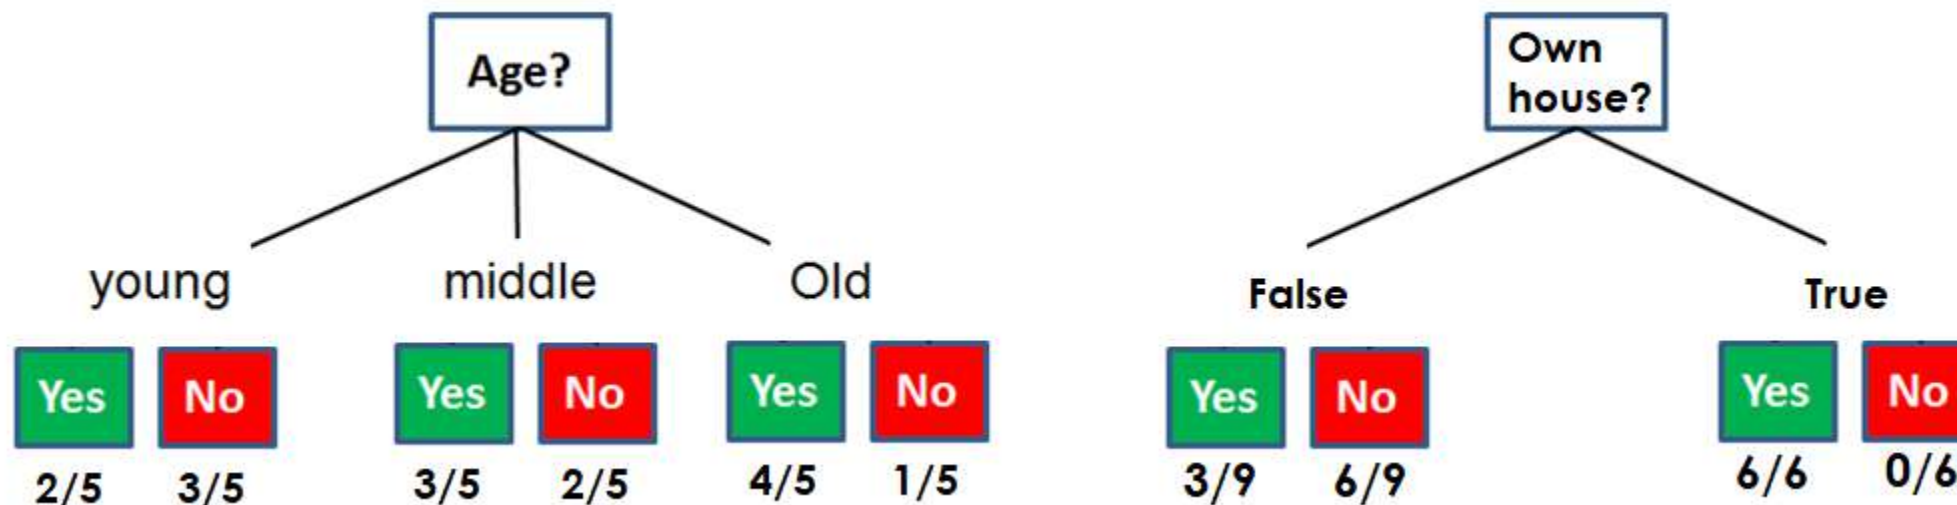 Age?
Own
house?
young
middle
Old
False
True
Yes No Yes No Yes No Yes No Yes No
2/5 3/5 3/5 2/5 4/5 1/5 3/9 6/9 6/6 0/6